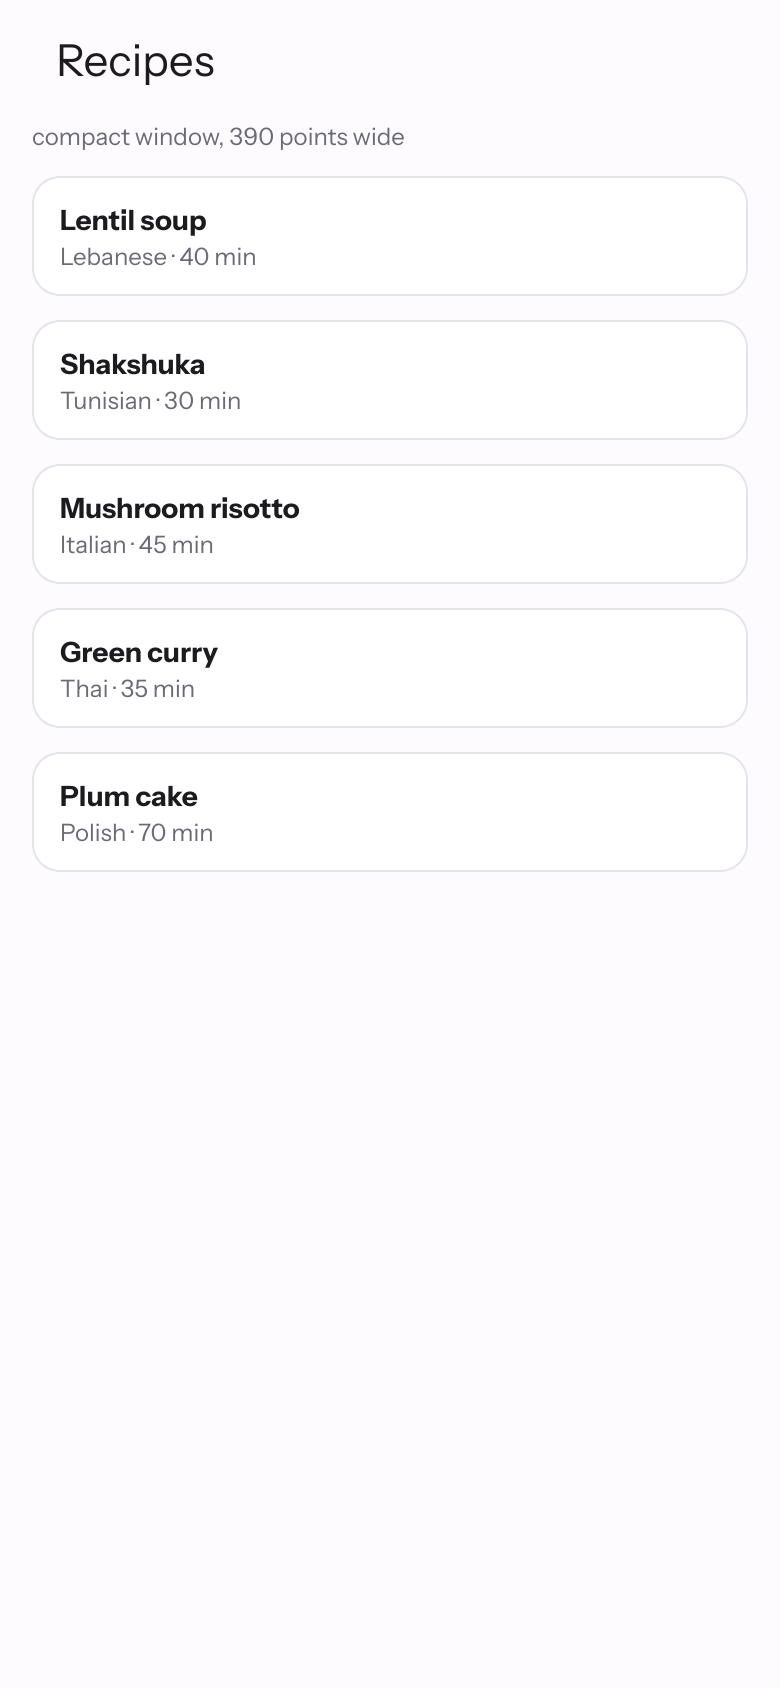 Recipes
compact window, 390 points wide
Lentil soup
Lebanese · 40 min
Shakshuka
Tunisian · 30 min
Mushroom risotto
Italian · 45 min
Green curry
Thai · 35 min
Plum cake
Polish · 70 min